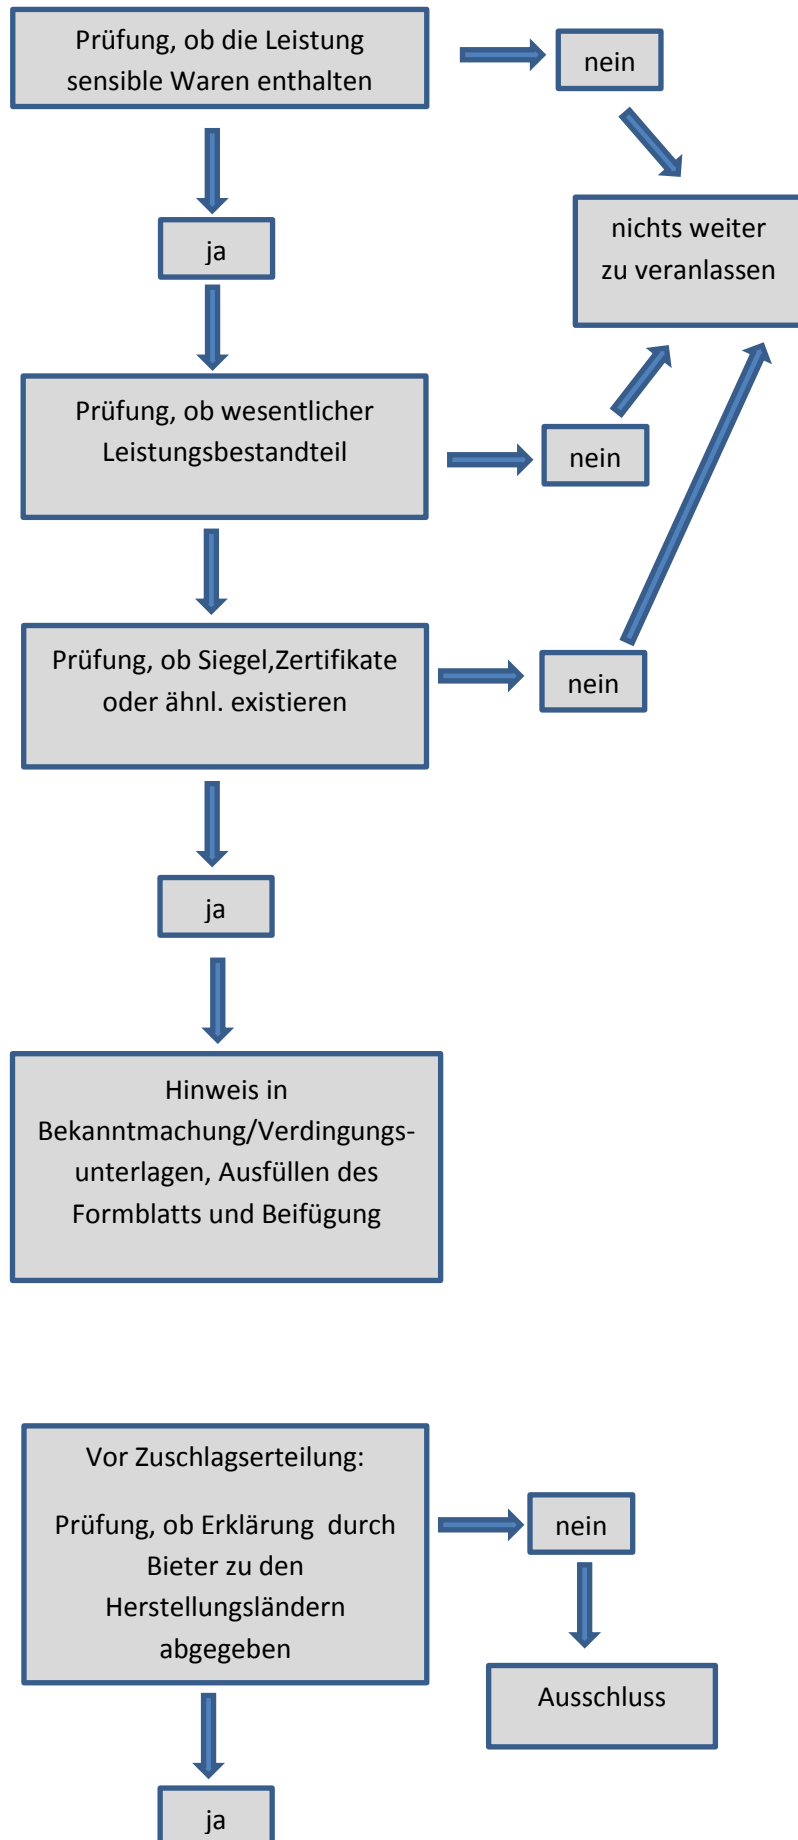 Prüfung, ob die Leistung
sensible Waren enthalten
nein
nichts weiter
zu veranlassen
ja
Prüfung, ob wesentlicher
Leistungsbestandteil
nein
Prüfung, ob Siegel,Zertifikate
oder ähnl. existieren
nein
ja
Hinweis in
Bekanntmachung/Verdingungs-
unterlagen, Ausfüllen des
Formblatts und Beifügung
Vor Zuschlagserteilung:
Prüfung, ob Erklärung  durch
Bieter zu den
Herstellungsländern
abgegeben
nein
Ausschluss
ja